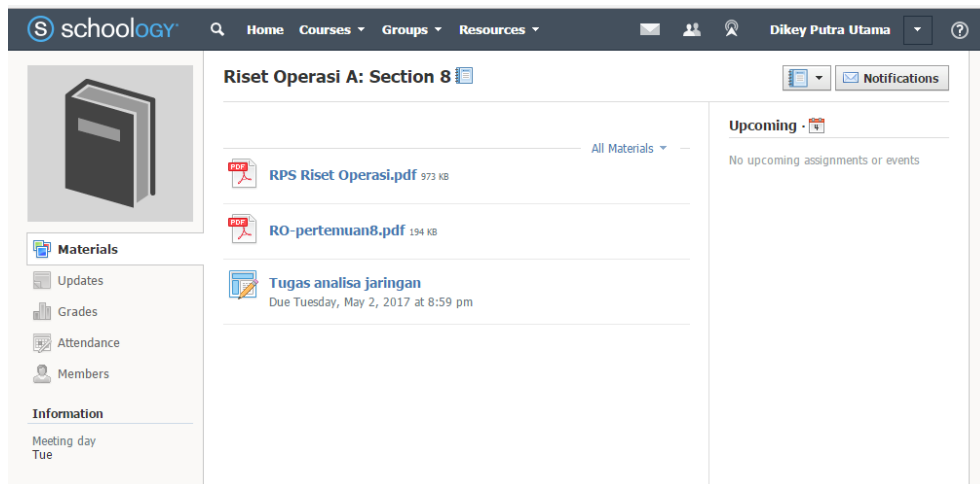 S schoology
Home Courses Groups Resources
Dikey Putra Utama
?
Riset Operasi A: Section 8
Notifications
All Materials
PDF
RPS Riset Operasi.pdf 973 KB
PDF
RO-pertemuan8.pdf 194 KB
Tugas analisa jaringan
Due Tuesday, May 2, 2017 at 8:59 pm
Upcoming ·
No upcoming assignments or events
Materials
Updates
Grades
Attendance
Members
Information
Meeting day
Tue